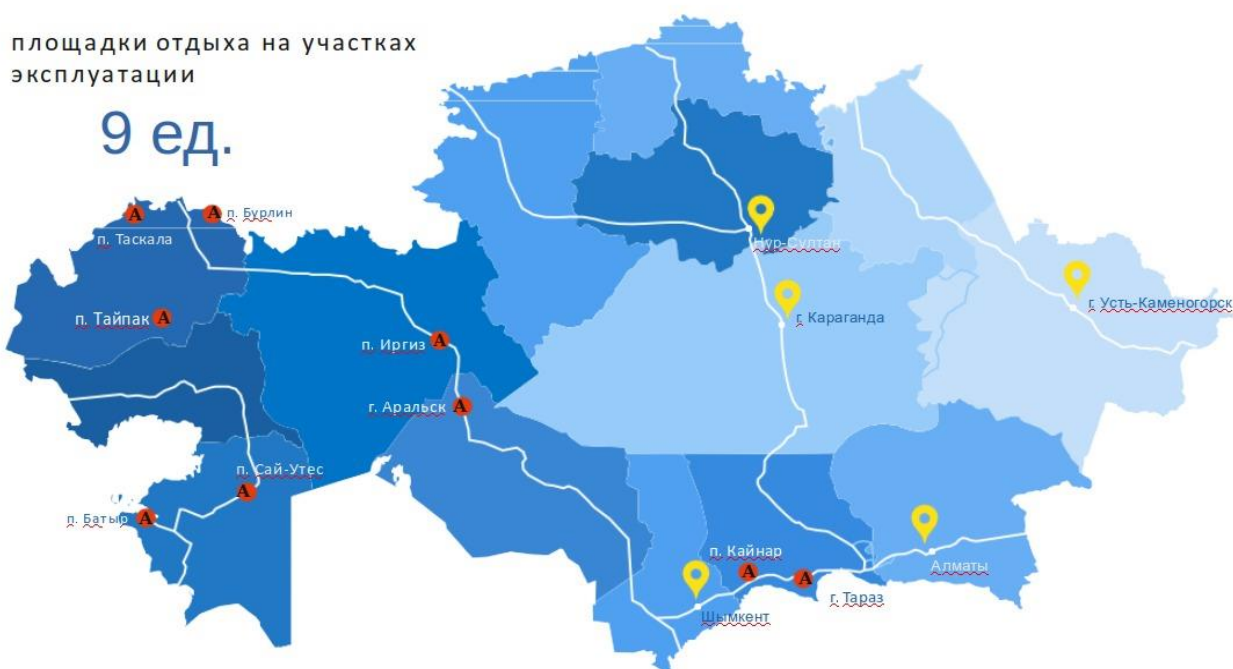 площадки отдыха на участках
эксплуатации
9 ед.
А
А
п. Бурлин
п. Таскала
Нур-Султан
г. Усть-Каменогорск
п. Тайпак
А
г. Караганда
п. Иргиз
А
г. Аральск
А
п. Сай-Утес
А
п. Батыр
А
п. Кайнар
А
А
Алматы
г. Тараз
Шымкент